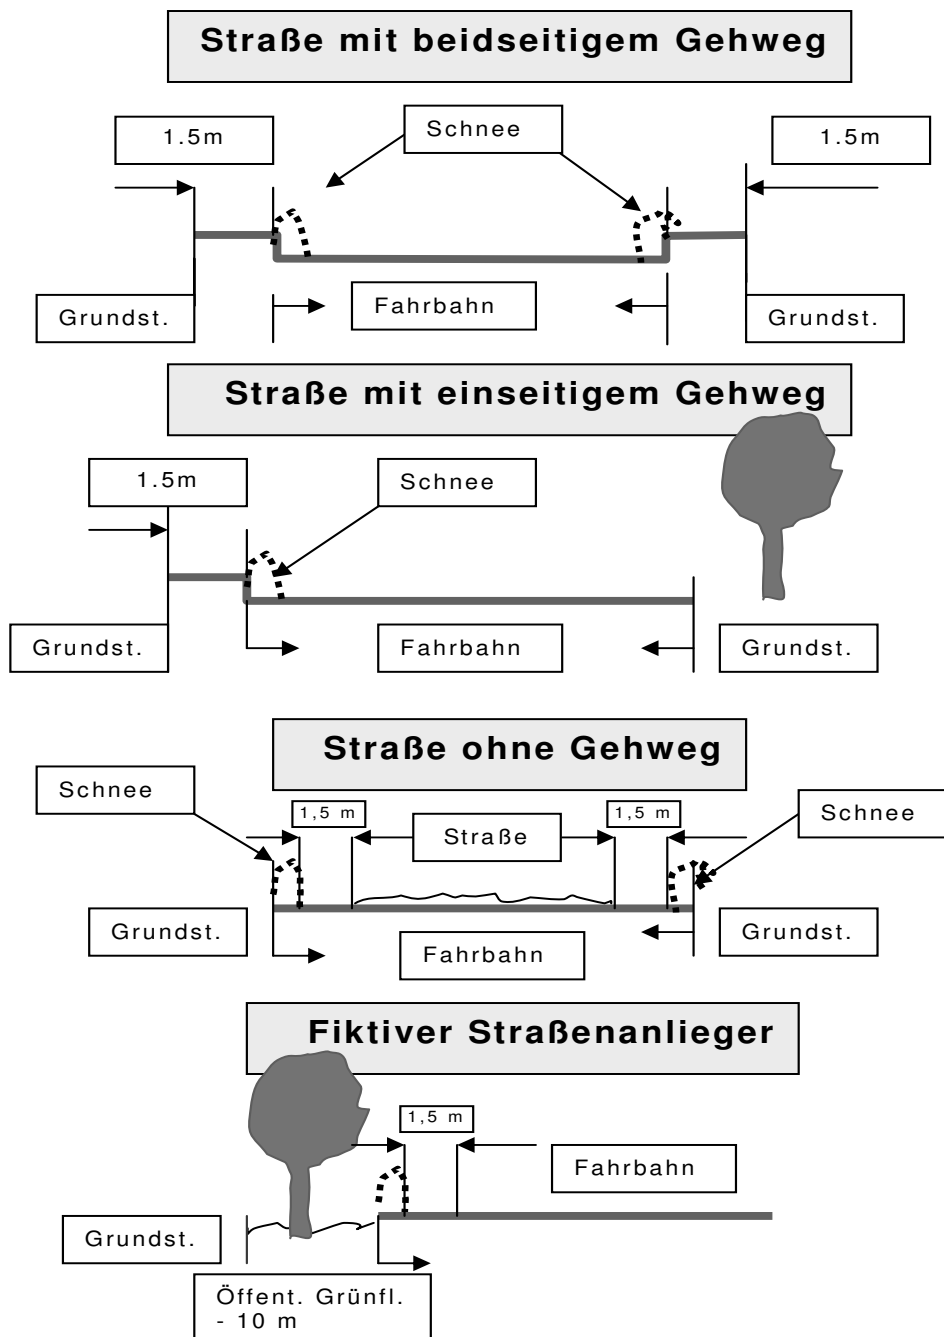 Straße mit beidseitigem Gehweg
1.5m
Schnee
1.5m
Grundst.
Fahrbahn
Grundst.
Straße mit einseitigem Gehweg
1.5m
Schnee
Grundst.
Fahrbahn
Grundst.
Straße ohne Gehweg
Schnee
1,5 m
Straße
1,5 m
Schnee
Grundst.
Fahrbahn
Grundst.
Fiktiver Straßenanlieger
1,5 m
Fahrbahn
Grundst.
Öffent. Grünfl.
- 10 m